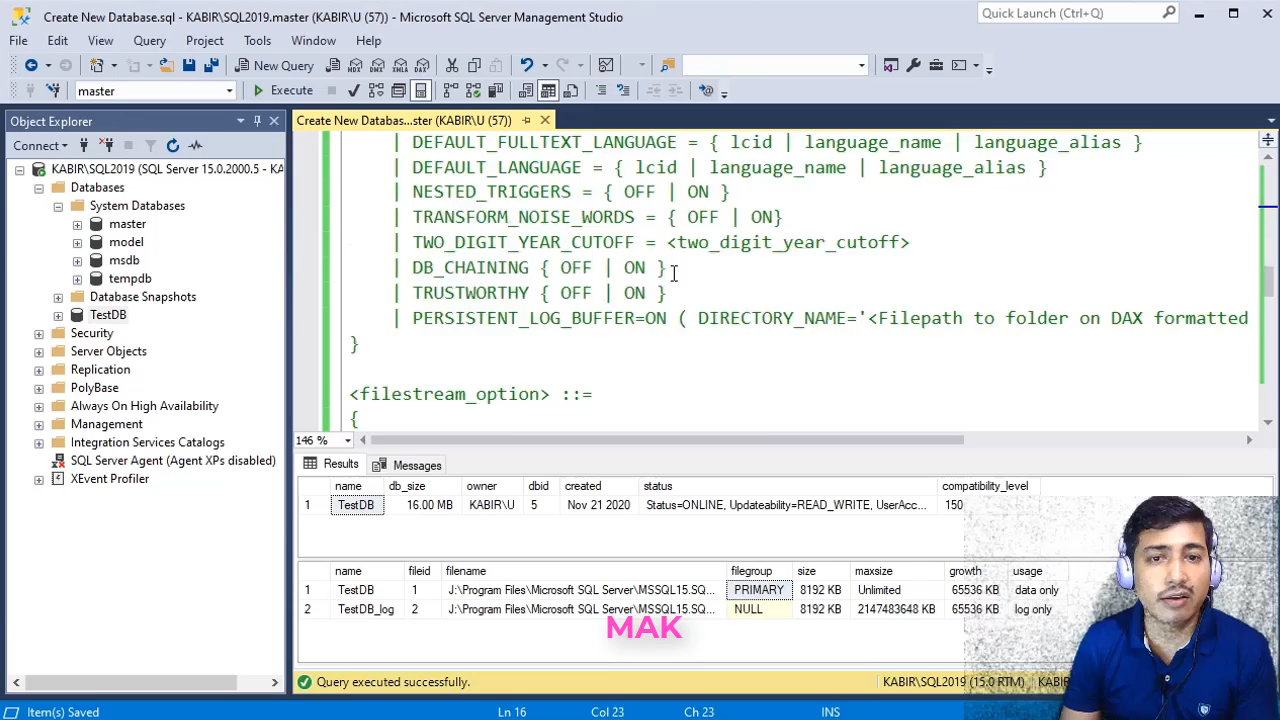 Create New Database.sql - KABIR\SQL2019.master (KABIR\U (57)) - Microsoft SQL Server Management Studio
Quick Launch (Ctrl+Q)
File Edit View Query Project Tools Window Help
New Query
MDX DMX XMLA DAX
master Execute
Object Explorer
Create New Databas...ster (KABIR\U (57))
Connect
KABIR\SQL2019 (SQL Server 15.0.2000.5 - KABIR\U
Databases
System Databases
master
model
msdb
tempdb
Database Snapshots
TestDB
Security
Server Objects
Replication
PolyBase
Always On High Availability
Management
Integration Services Catalogs
SQL Server Agent (Agent XPs disabled)
XEvent Profiler
| DEFAULT_FULLTEXT_LANGUAGE = { lcid | language_name | language_alias }
| DEFAULT_LANGUAGE = { lcid | language_name | language_alias }
| NESTED_TRIGGERS = { OFF | ON }
| TRANSFORM_NOISE_WORDS = { OFF | ON}
| TWO_DIGIT_YEAR_CUTOFF = <two_digit_year_cutoff>
| DB_CHAINING { OFF | ON }
| TRUSTWORTHY { OFF | ON }
| PERSISTENT_LOG_BUFFER=ON ( DIRECTORY_NAME='<Filepath to folder on DAX formatted
}
<filestream_option> ::=
{
146 %
Results Messages
name db_size owner dbid created status compatibility_level
1 TestDB 16.00 MB KABIR\U 5 Nov 21 2020 Status=ONLINE, Updateability=READ_WRITE, UserAcc... 150
name fileid filename filegroup size maxsize growth usage
1 TestDB 1 J:\Program Files\Microsoft SQL Server\MSSQL15.SQ... PRIMARY 8192 KB Unlimited 65536 KB data only
2 TestDB_log 2 J:\Program Files\Microsoft SQL Server\MSSQL15.SQ... NULL 8192 KB 2147483648 KB 65536 KB log only
MAK
Query executed successfully. KABIR\SQL2019 (15.0 RTM) KABIR
Item(s) Saved Ln 16 Col 23 Ch 23 INS